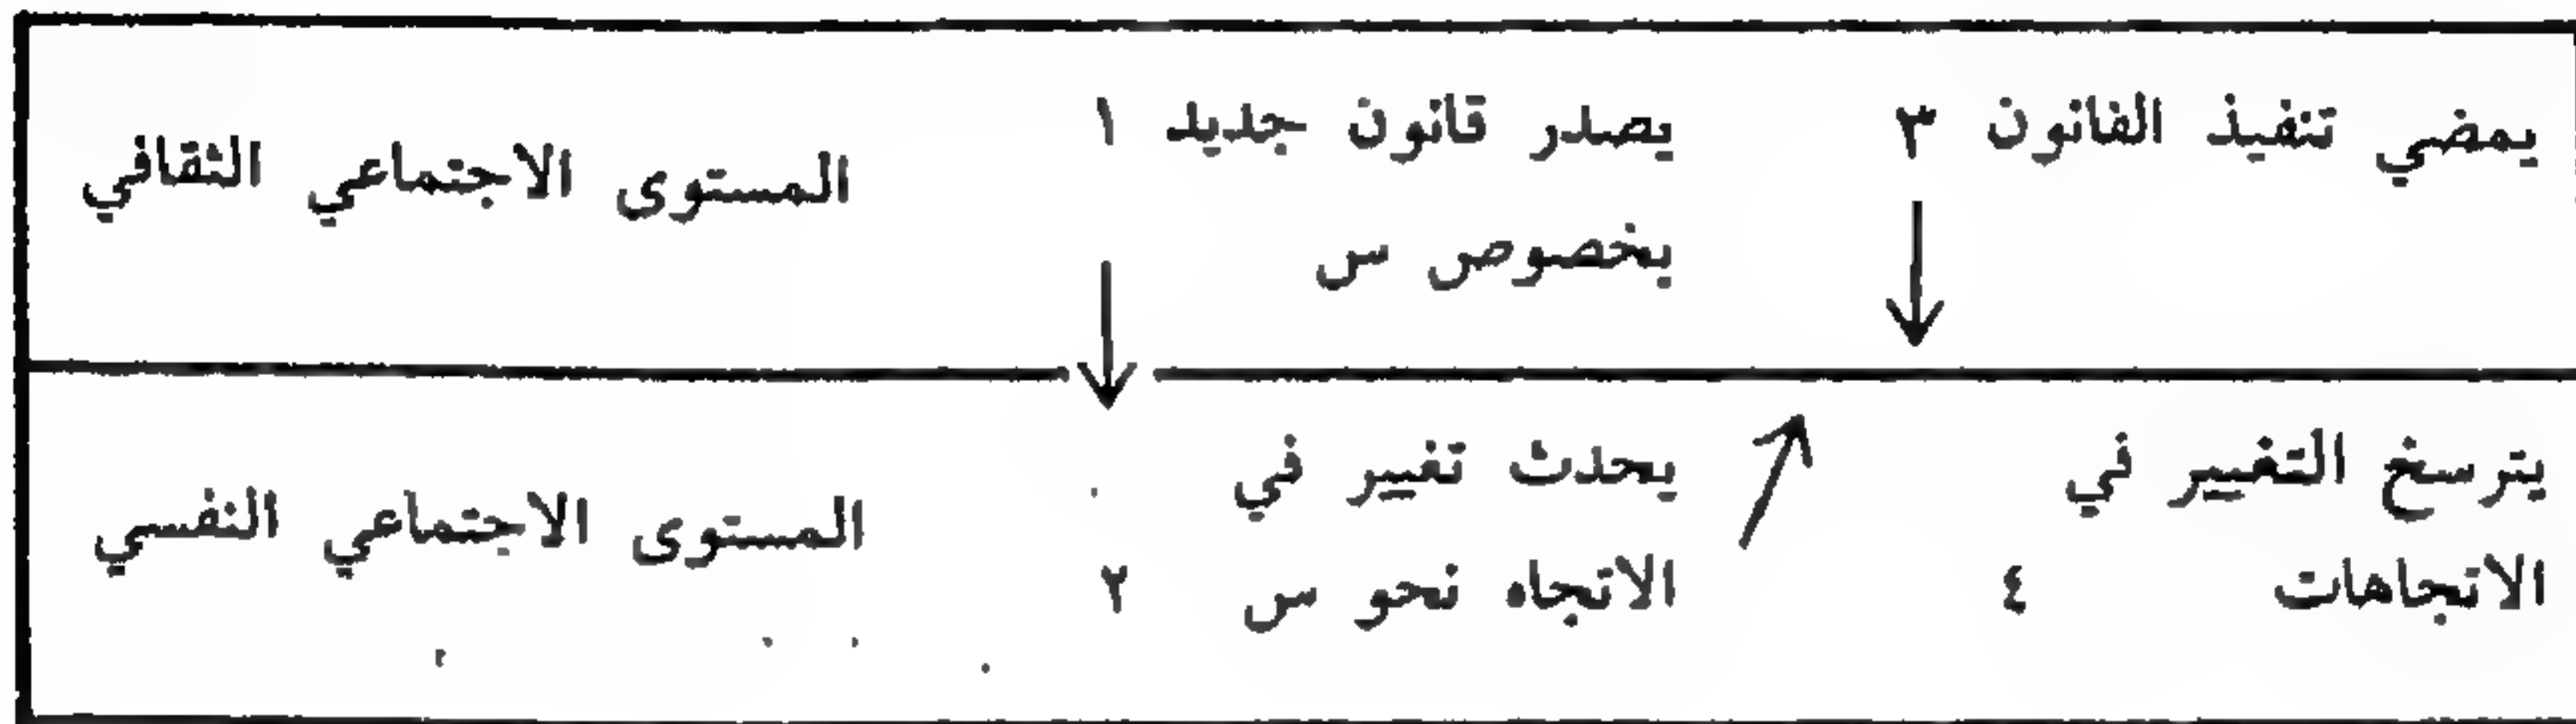 يمضي تنفيذ القانون ٣
يصدر قانون جديد ١
بخصوص س
المستوى الاجتماعي الثقافي
يترسخ التغيير في
الاتجاهات ٤
يحدث تغيير في
الاتجاه نحو س ٢
المستوى الاجتماعي النفسي